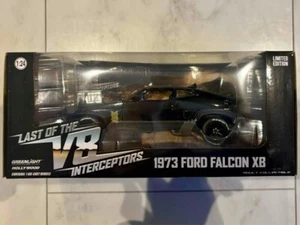 1:24
LIMITED
EDITION
LAST OF THE
V8
INTERCEPTORS
1973 FORD FALCON XB
GREENLIGHT
HOLLYWOOD